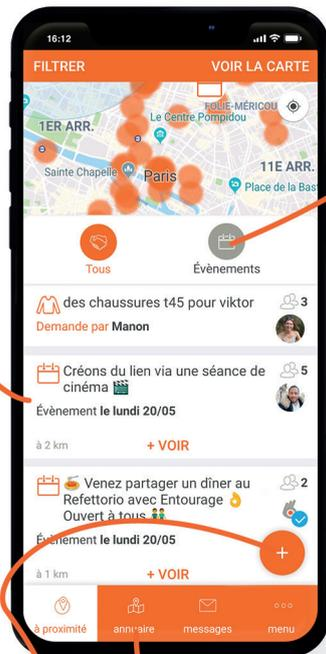 16:12
FILTRER VOIR LA CARTE
FOLIE-MÉRICOU
Le Centre Pompidou
1ER ARR.
11E ARR.
Sainte Chapelle
Paris
Place de la Bas
Tous
Évènements
des chaussures t45 pour viktor
3
Demande par Manon
Créons du lien via une séance de
cinéma 🎬
5
Évènement le lundi 20/05
à 2 km + VOIR
🍝 Venez partager un dîner au
Refettorio avec Entourage 👌
Ouvert à tous 👬
2
Évènement le lundi 20/05
+
à 1 km + VOIR
à proximité annuaire messages menu